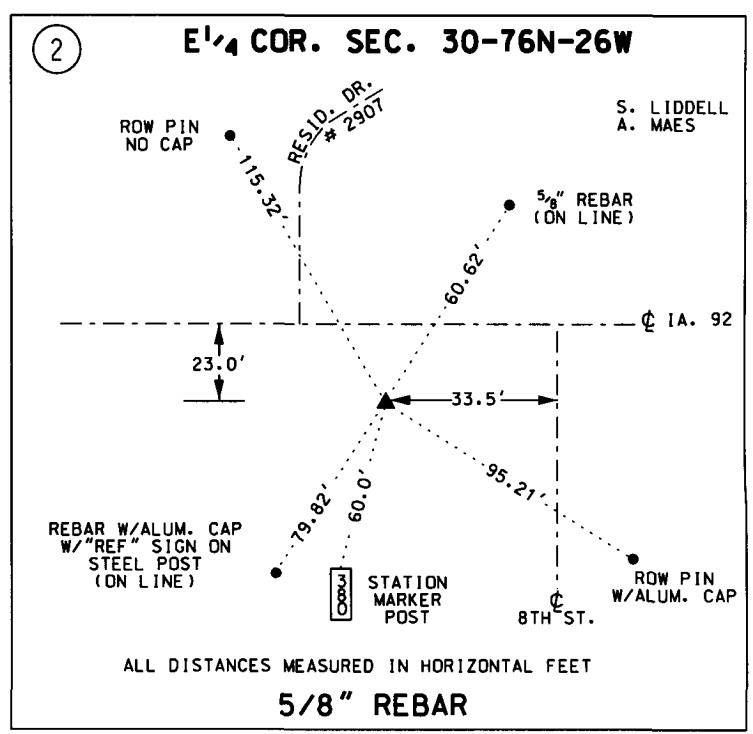 2
E1/4 COR. SEC. 30-76N-26W
ROW PIN
NO CAP
RESID. DR.
# 2907
S. LIDDELL
A. MAES
115.32'
5/8" REBAR
(ON LINE)
60.62'
℄ IA. 92
23.0'
33.5'
79.82'
60.0'
95.21'
REBAR W/ALUM. CAP
W/"REF" SIGN ON
STEEL POST
(ON LINE)
380
STATION
MARKER
POST
℄
8TH ST.
ROW PIN
W/ALUM. CAP
ALL DISTANCES MEASURED IN HORIZONTAL FEET
5/8" REBAR